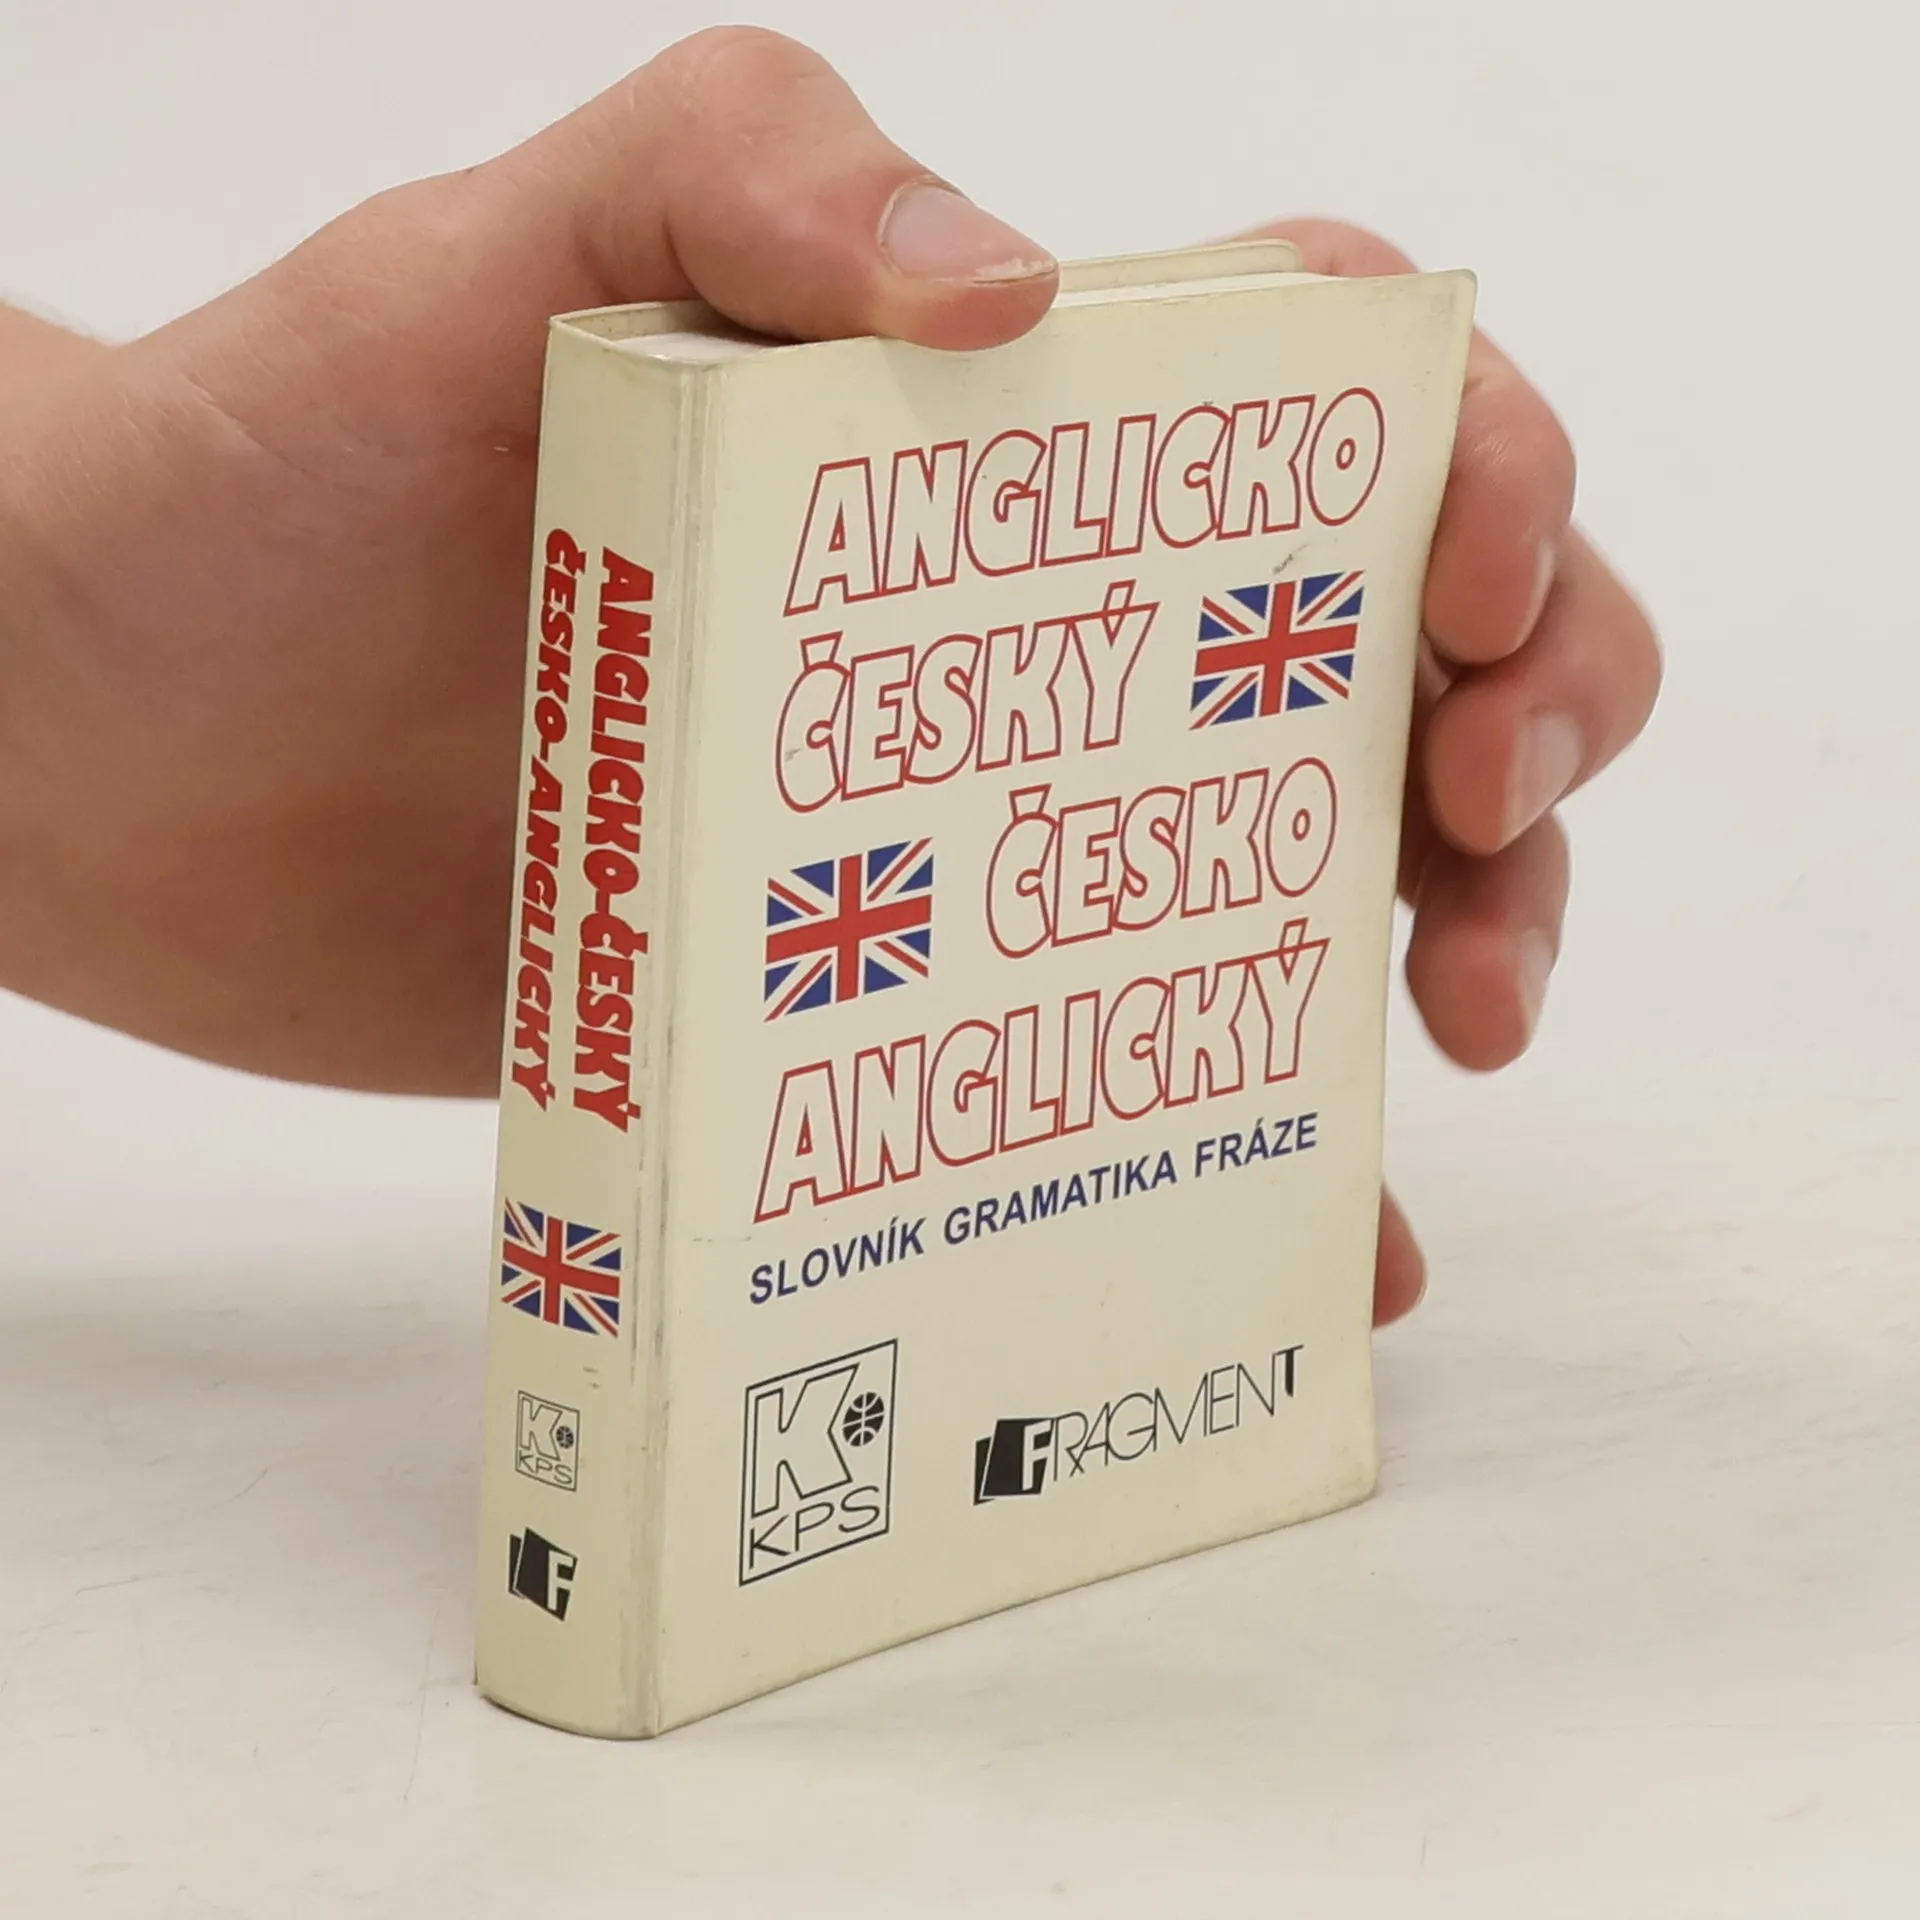 ANGLICKO
ČESKÝ
ČESKO
ANGLICKÝ
SLOVNÍK GRAMATIKA FRÁZE
K
KPS
FRAGMENT
ANGLICKO-ČESKÝ
ČESKO-ANGLICKÝ
K
KPS
F